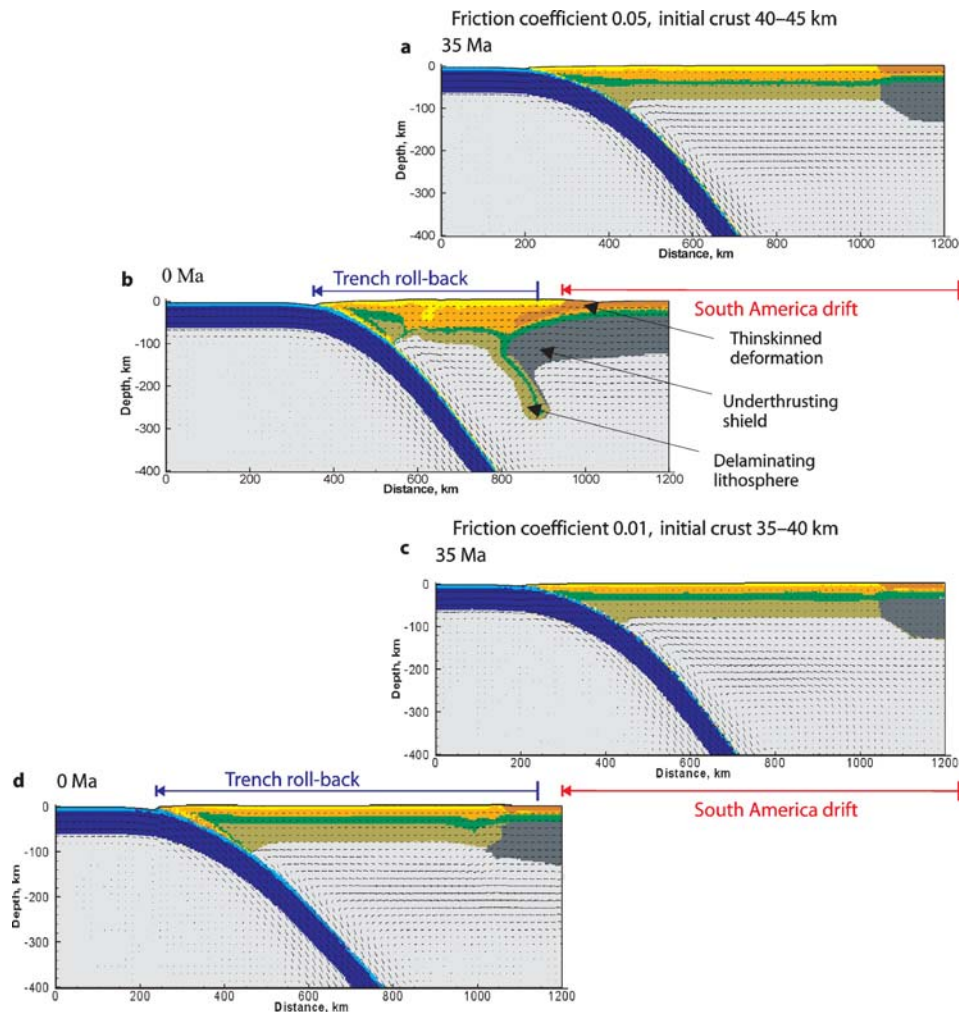 Friction coefficient 0.05, initial crust 40–45 km
a
35 Ma
0
-100
-200
-300
-400
Depth, km
0 200 400 600 800 1000 1200
Distance, km
b
0 Ma
Trench roll-back
South America drift
0
-100
-200
-300
-400
Depth, km
0 200 400 600 800 1000 1200
Distance, km
Thinskinned
deformation
Underthrusting
shield
Delaminating
lithosphere
Friction coefficient 0.01, initial crust 35–40 km
c
35 Ma
0
-100
-200
-300
-400
Depth, km
0 200 400 600 800 1000 1200
Distance, km
d
0 Ma
Trench roll-back
South America drift
0
-100
-200
-300
-400
Depth, km
0 200 400 600 800 1000 1200
Distance, km